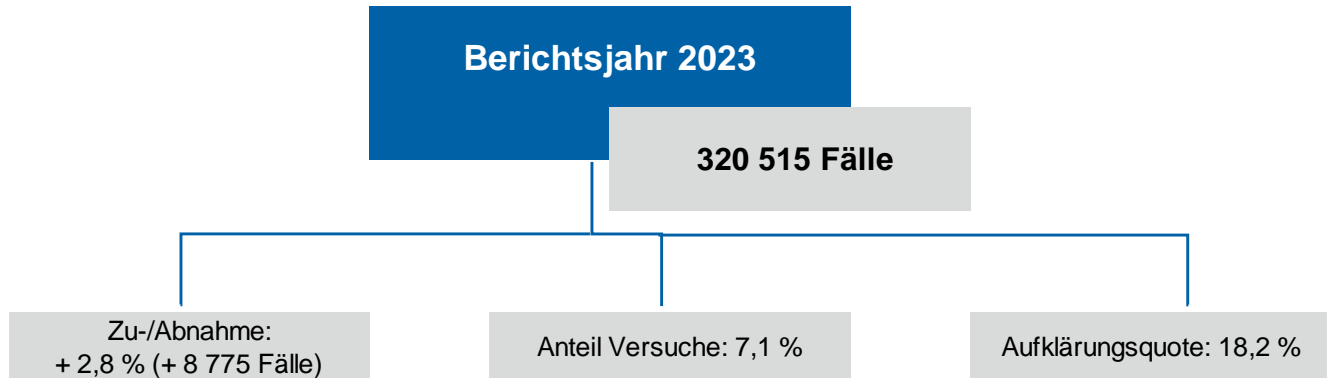 Berichtsjahr 2023
320 515 Fälle
Zu-/Abnahme:
+ 2,8 % (+ 8 775 Fälle)
Anteil Versuche: 7,1 %
Aufklärungsquote: 18,2 %